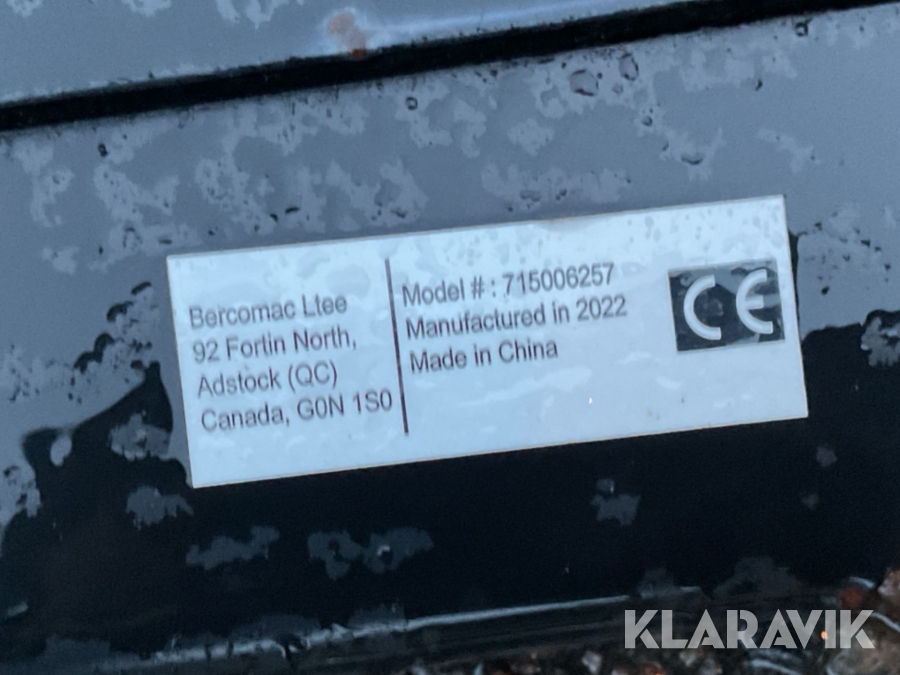 Bercomac Ltee
92 Fortin North,
Adstock (QC)
Canada, G0N 1S0
Model # : 715006257
Manufactured in 2022
Made in China
CE
KLARAVIK